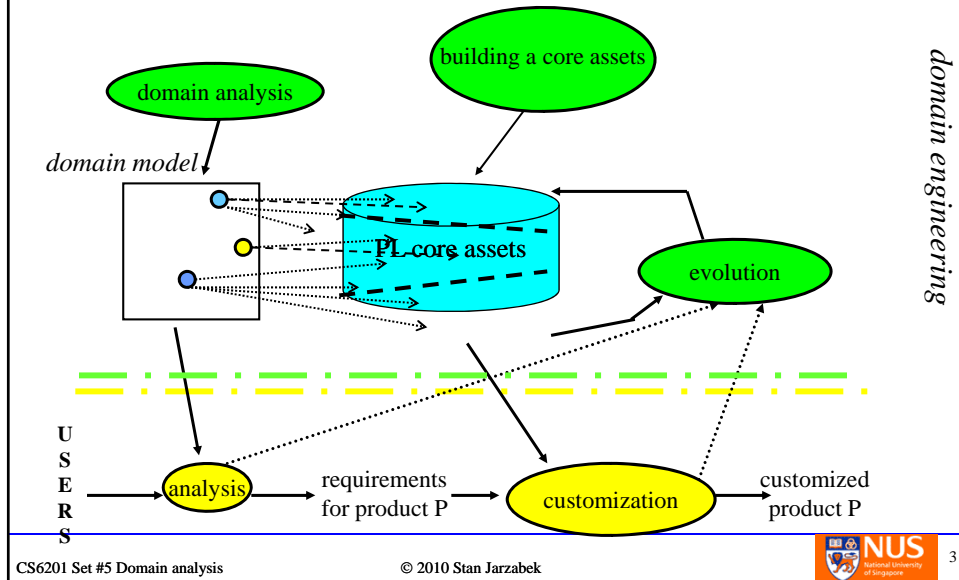 building a core assets
domain analysis
domain model
PL core assets
evolution
domain engineering
USERS
analysis
requirements
for product P
customization
customized
product P
CS6201 Set #5 Domain analysis
© 2010 Stan Jarzabek
NUS
National University
of Singapore
3